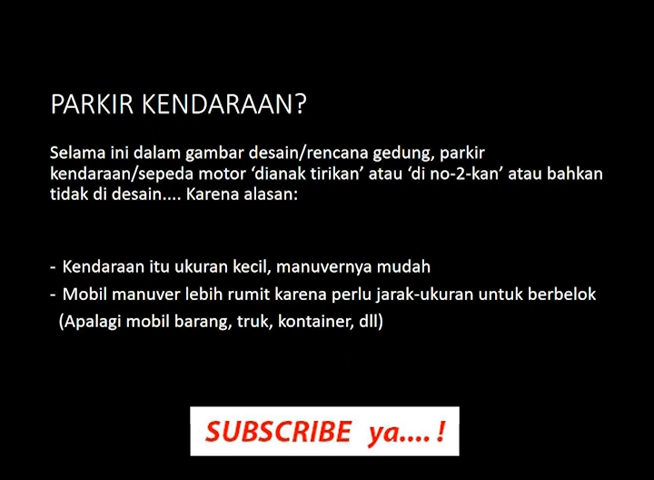 PARKIR KENDARAAN?
Selama ini dalam gambar desain/rencana gedung, parkir
kendaraan/sepeda motor ‘dianak tirikan’ atau ‘di no-2-kan’ atau bahkan
tidak di desain.... Karena alasan:
- Kendaraan itu ukuran kecil, manuvernya mudah
- Mobil manuver lebih rumit karena perlu jarak-ukuran untuk berbelok
(Apalagi mobil barang, truk, kontainer, dll)
SUBSCRIBE ya....!